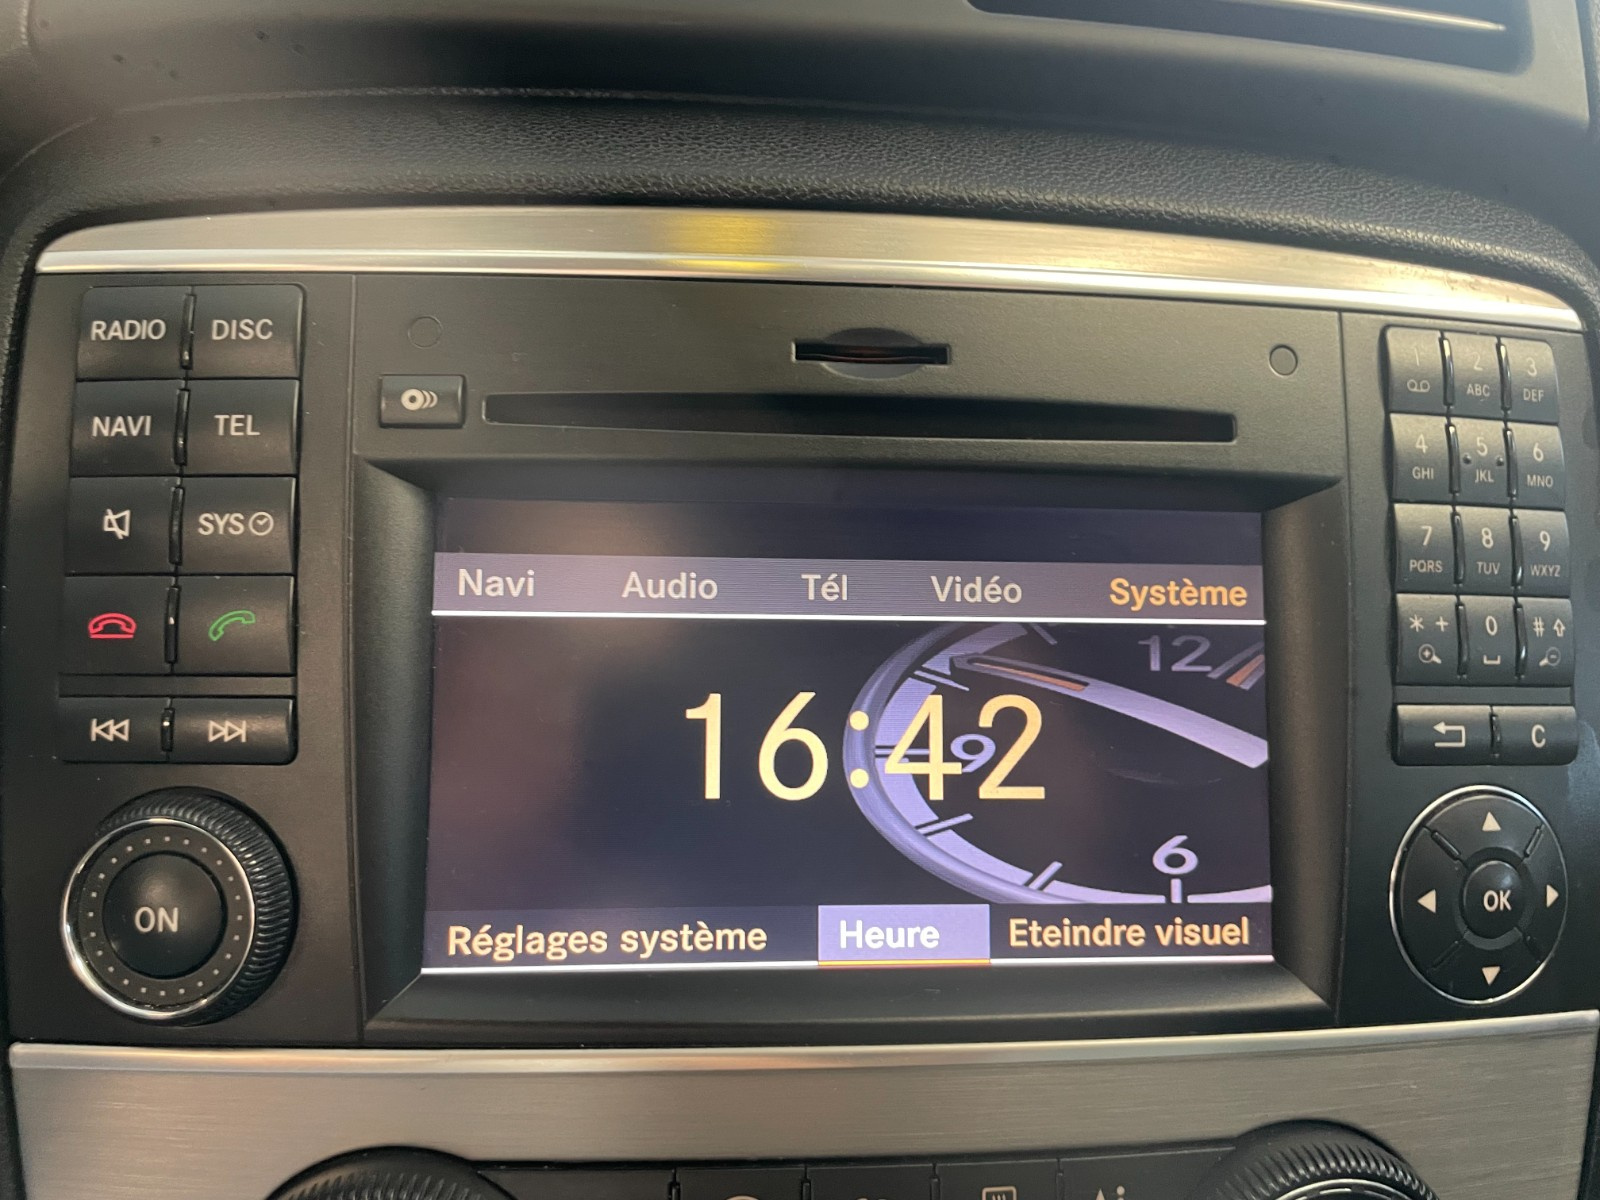 RADIO DISC
NAVI TEL
SYS
ON
Navi Audio Tél Vidéo Système
12
16:42
9
6
Réglages système Heure Eteindre visuel
1 2 3
ABC DEF
4 5 6
GHI JKL MNO
7 8 9
PQRS TUV WXYZ
* + 0 #
C
OK